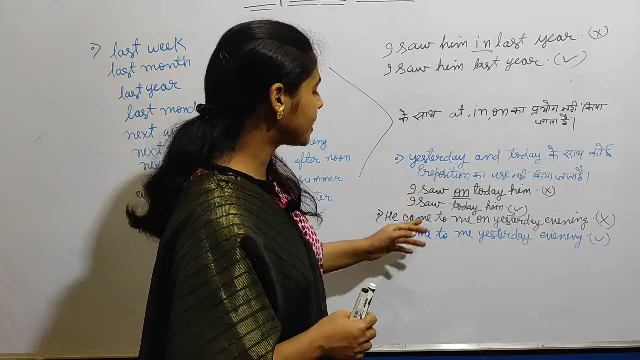 last week
last month
last year
last mond
next
next
after noon
summer
I saw him in last year. (X)
I saw him last year. (✓)
के साथ at, in, on का प्रयोग नहीं किया
जाता है।
yesterday and today के साथ कोई
Preposition का use नहीं किया जाता है।
I saw on today him (X)
I saw today him (✓)
He came to me on yesterday evening (X)
me to me yesterday evening (✓)